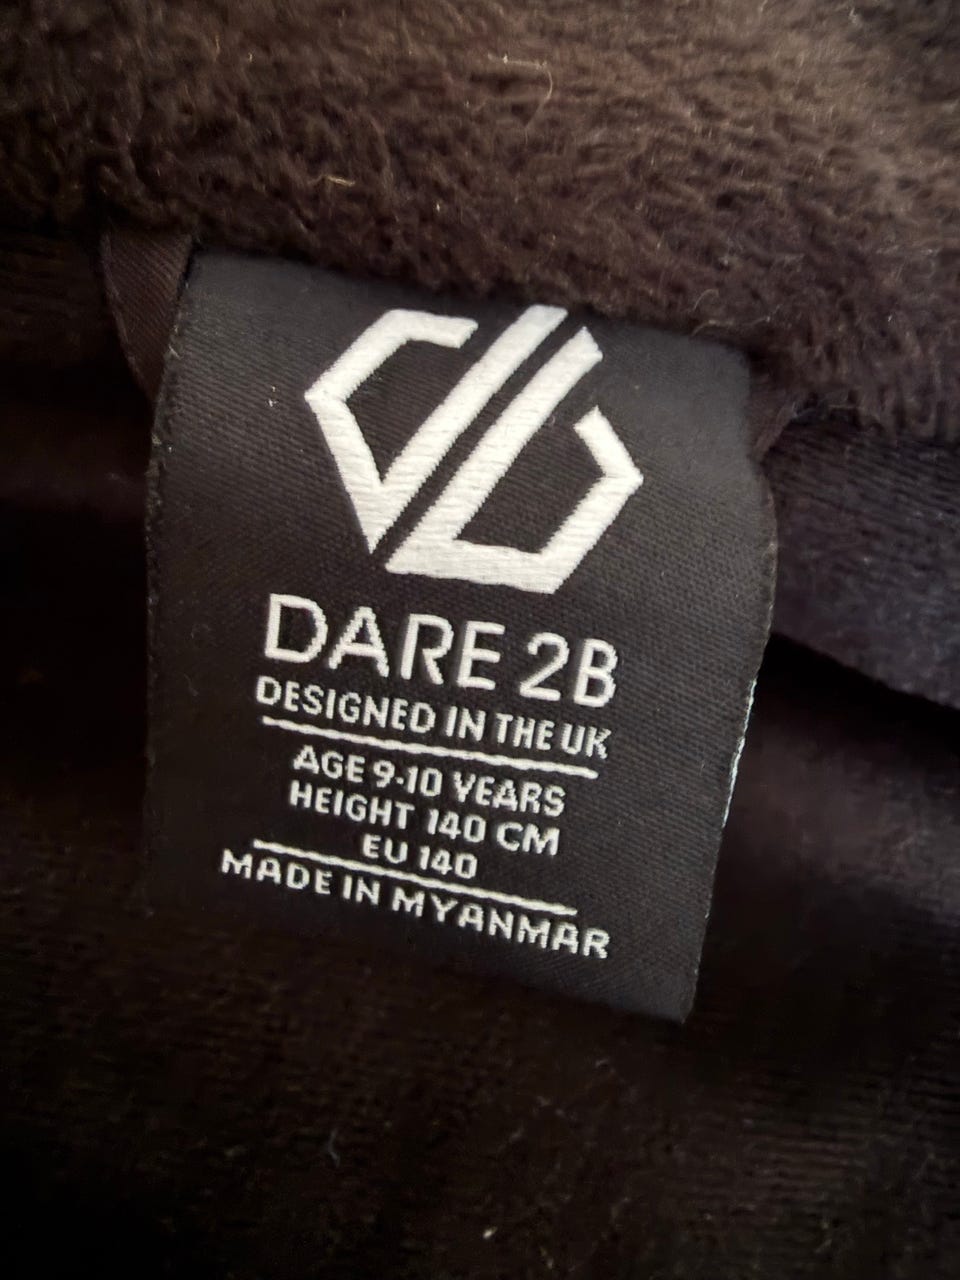 DARE 2B
DESIGNED IN THE UK
AGE 9-10 YEARS
HEIGHT 140 CM
EU 140
MADE IN MYANMAR